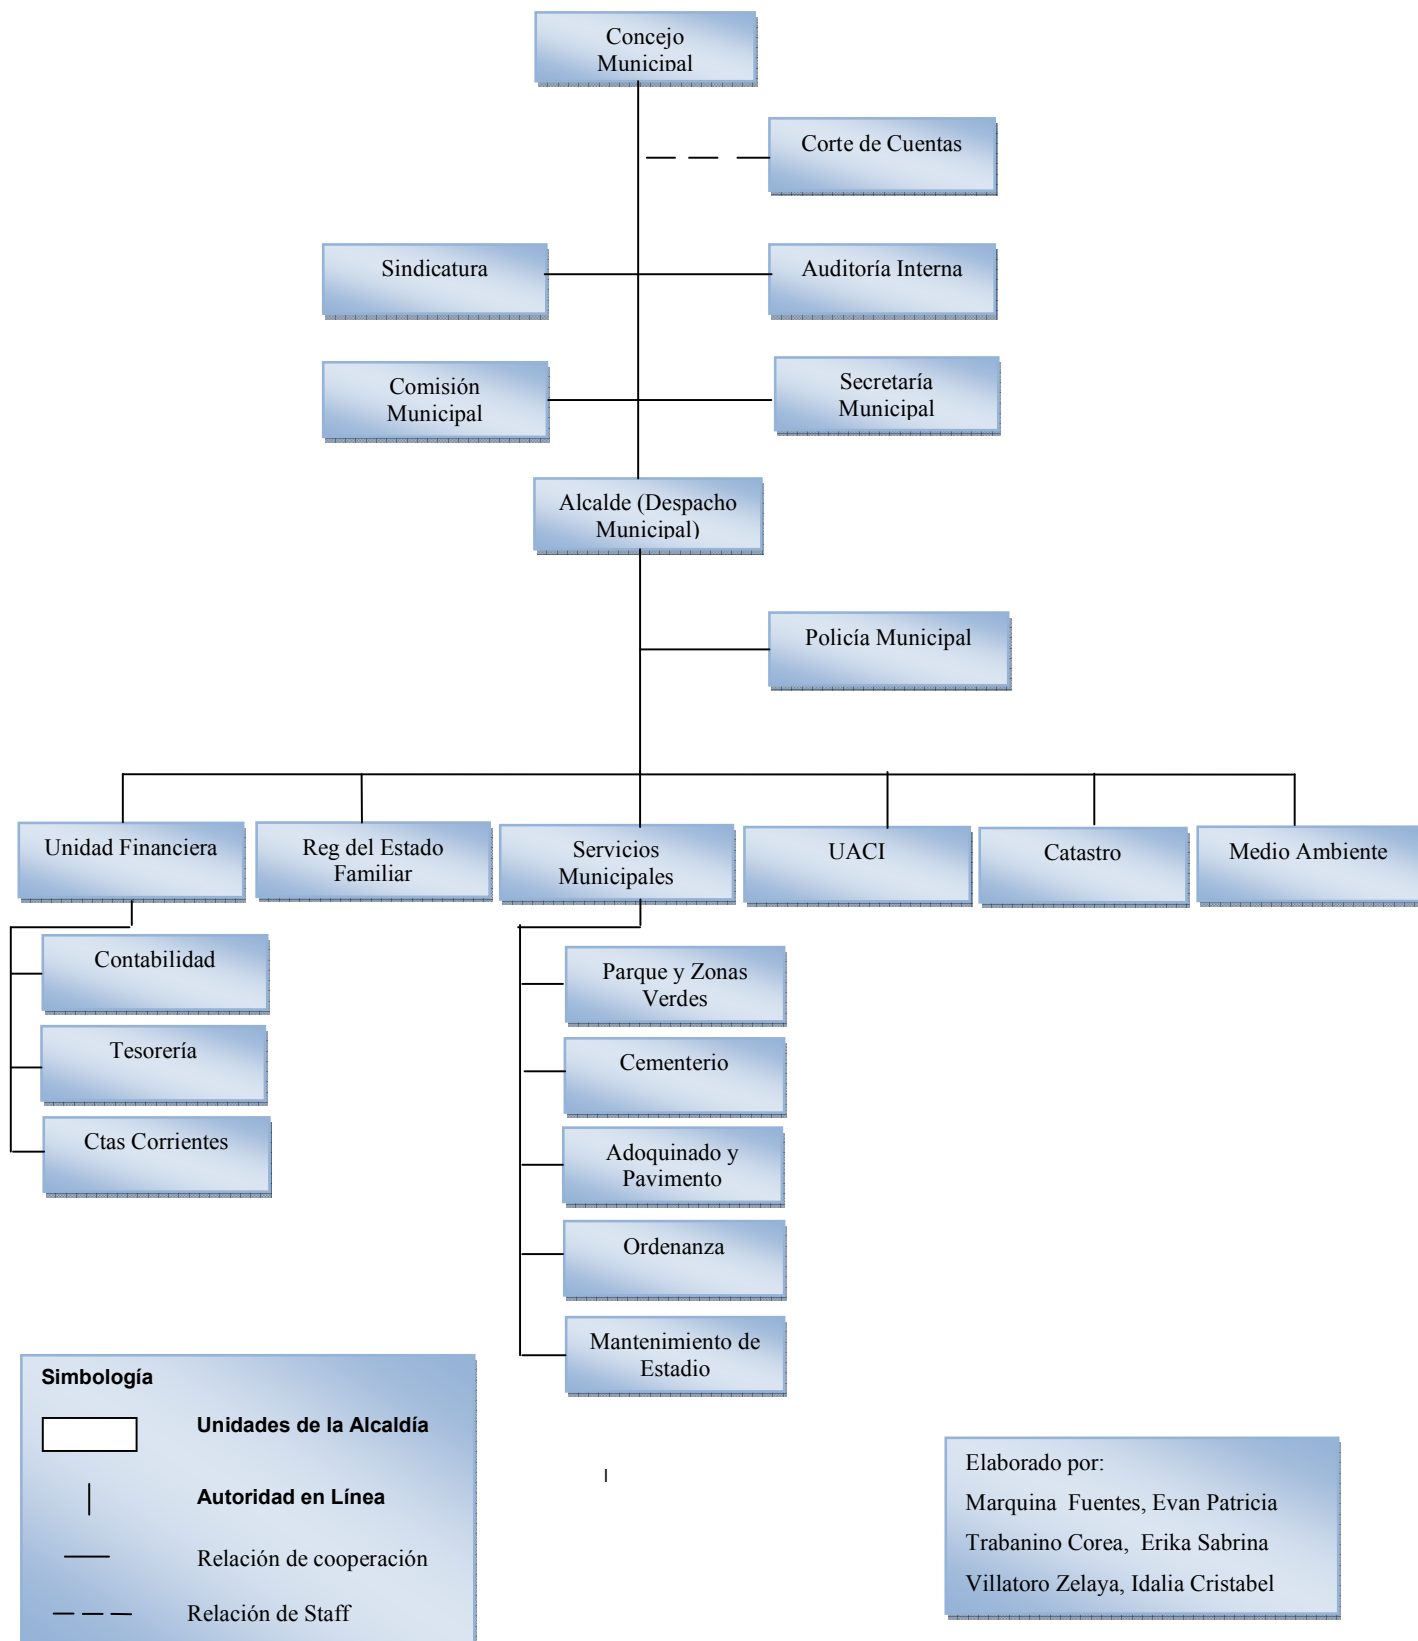 Concejo
Municipal
Corte de Cuentas
Sindicatura
Auditoría Interna
Comisión
Municipal
Secretaría
Municipal
Alcalde (Despacho
Municipal)
Policía Municipal
Unidad Financiera
Reg del Estado
Familiar
Servicios
Municipales
UACI
Catastro
Medio Ambiente
Contabilidad
Tesorería
Ctas Corrientes
Parque y Zonas
Verdes
Cementerio
Adoquinado y
Pavimento
Ordenanza
Mantenimiento de
Estadio
Simbología
Unidades de la Alcaldía
Autoridad en Línea
Relación de cooperación
Relación de Staff
Elaborado por:
Marquina Fuentes, Evan Patricia
Trabanino Corea, Erika Sabrina
Villatoro Zelaya, Idalia Cristabel